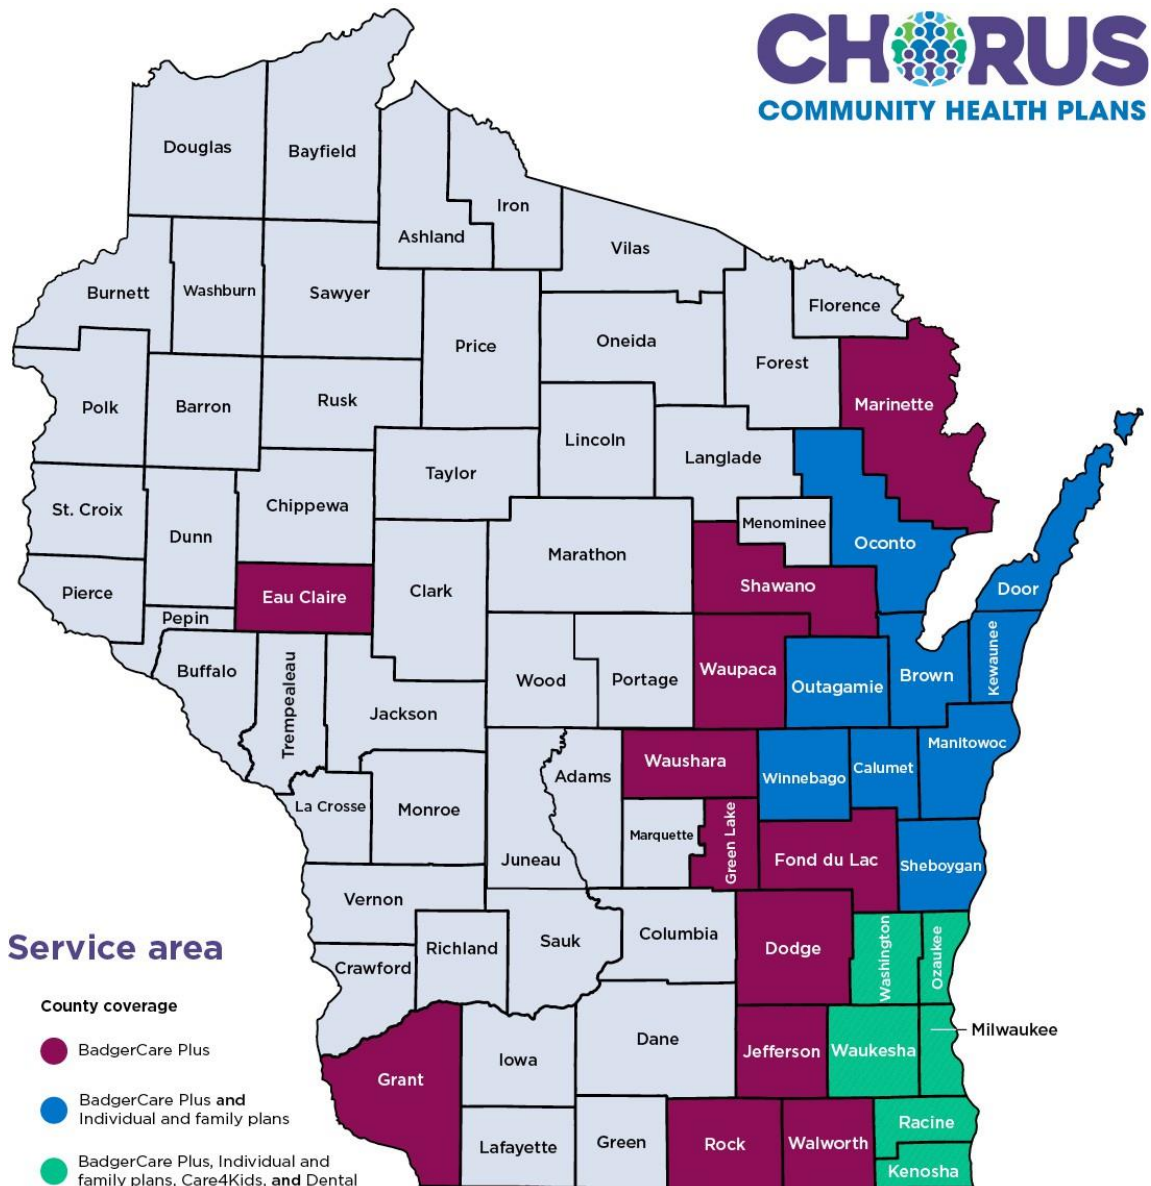 CHORUS
COMMUNITY HEALTH PLANS
Douglas
Bayfield
Iron
Ashland
Vilas
Burnett
Washburn
Sawyer
Florence
Price
Oneida
Forest
Marinette
Polk
Barron
Rusk
Lincoln
Langlade
Taylor
Chippewa
St. Croix
Dunn
Menominee
Marathon
Oconto
Pierce
Eau Claire
Clark
Shawano
Door
Pepin
Buffalo
Trempealeau
Wood
Portage
Waupaca
Outagamie
Brown
Kewaunee
Jackson
Waushara
Manitowoc
Adams
Winnebago
Calumet
La Crosse
Monroe
Juneau
Marquette
Green Lake
Fond du Lac
Sheboygan
Vernon
Richland
Sauk
Columbia
Dodge
Washington
Ozaukee
Crawford
Milwaukee
Grant
Iowa
Dane
Jefferson
Waukesha
Lafayette
Green
Rock
Walworth
Racine
Kenosha
Service area
County coverage
BadgerCare Plus
BadgerCare Plus and
Individual and family plans
BadgerCare Plus, Individual and
family plans, Care4Kids, and Dental